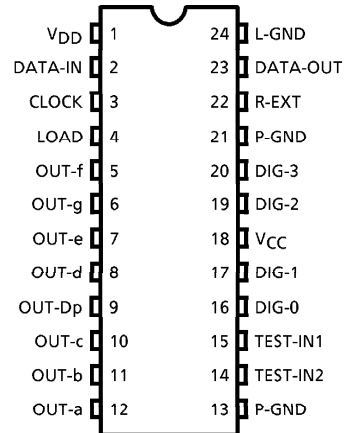 VDD 1 24 L-GND
DATA-IN 2 23 DATA-OUT
CLOCK 3 22 R-EXT
LOAD 4 21 P-GND
OUT-f 5 20 DIG-3
OUT-g 6 19 DIG-2
OUT-e 7 18 VCC
OUT-d 8 17 DIG-1
OUT-Dp 9 16 DIG-0
OUT-c 10 15 TEST-IN1
OUT-b 11 14 TEST-IN2
OUT-a 12 13 P-GND